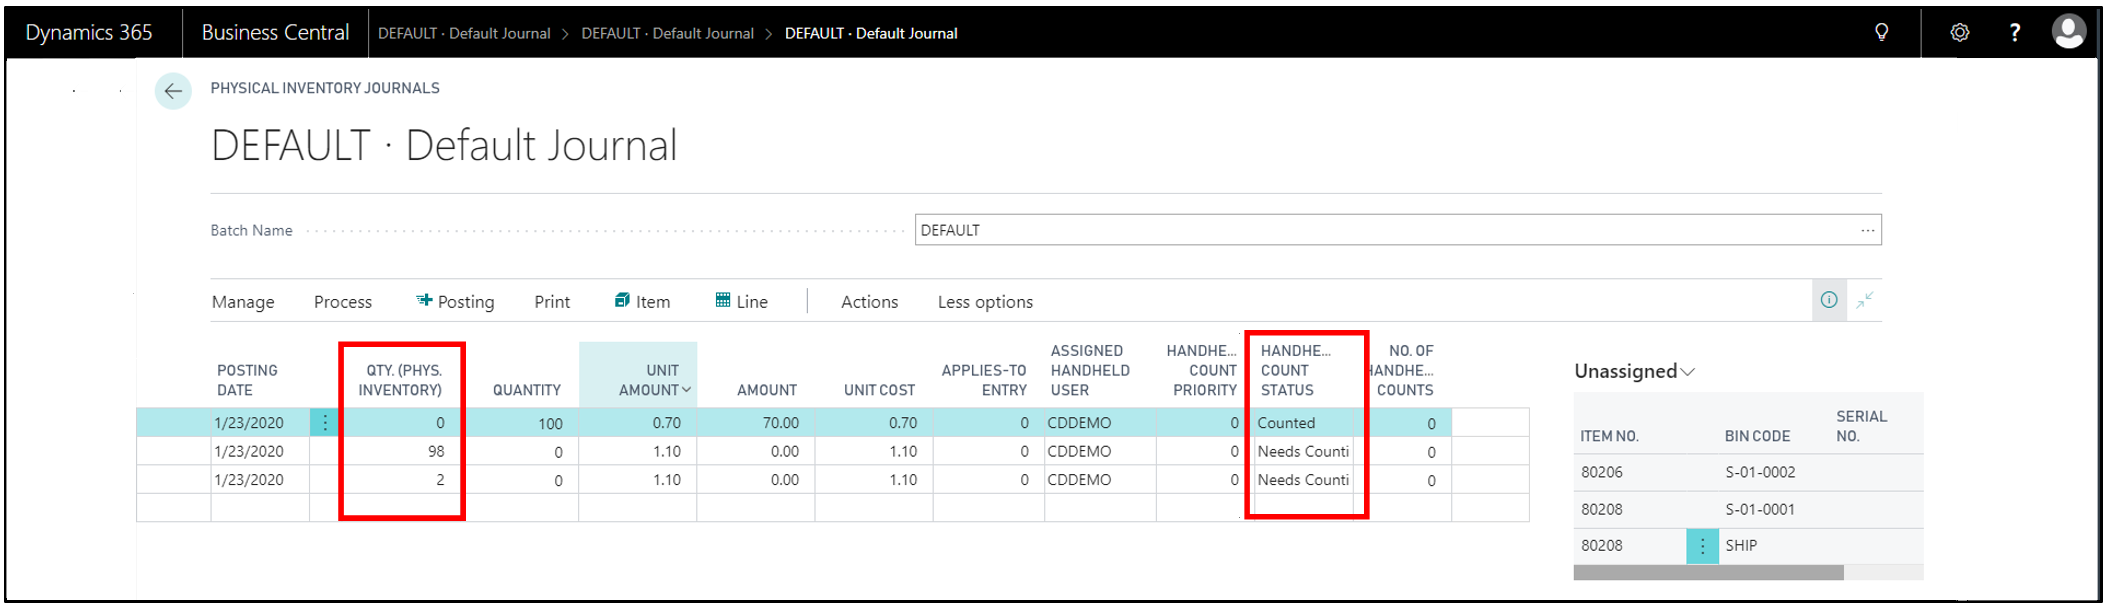 Dynamics 365 Business Central DEFAULT · Default Journal > DEFAULT · Default Journal > DEFAULT · Default Journal ?
PHYSICAL INVENTORY JOURNALS
DEFAULT · Default Journal
Batch Name DEFAULT ...
Manage Process Posting Print Item Line Actions Less options
POSTING DATE QTY. (PHYS. INVENTORY) QUANTITY UNIT AMOUNT AMOUNT UNIT COST APPLIES-TO ENTRY ASSIGNED HANDHELD USER HANDHE... COUNT PRIORITY HANDHE... COUNT STATUS NO. OF HANDHE... COUNTS
1/23/2020 0 100 0.70 70.00 0.70 0 CDDEMO 0 Counted 0
1/23/2020 98 0 1.10 0.00 1.10 0 CDDEMO 0 Needs Counti 0
1/23/2020 2 0 1.10 0.00 1.10 0 CDDEMO 0 Needs Counti 0
Unassigned
ITEM NO. BIN CODE SERIAL NO.
80206 S-01-0002
80208 S-01-0001
80208 SHIP